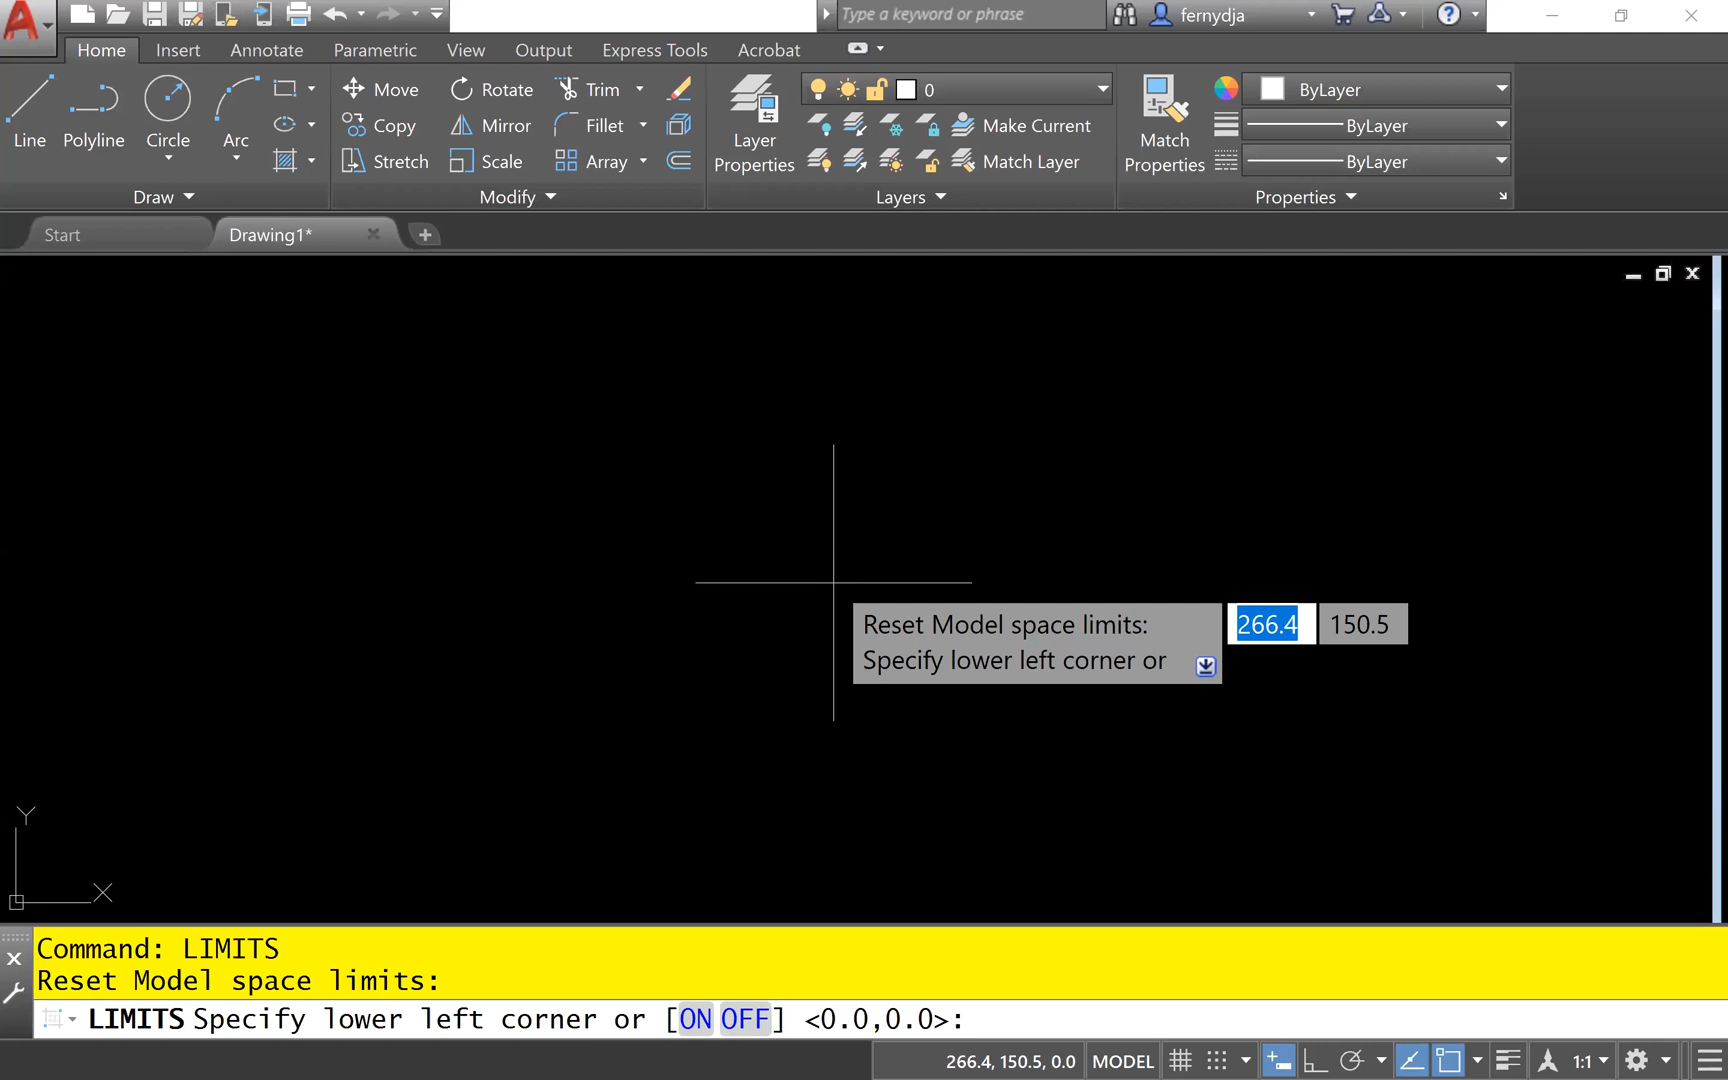 Type a keyword or phrase
fernydja
Home Insert Annotate Parametric View Output Express Tools Acrobat
Line Polyline Circle Arc
Move Rotate Trim
Copy Mirror Fillet
Stretch Scale Array
Layer Properties
0
Make Current
Match Layer
Match Properties
ByLayer
ByLayer
ByLayer
Draw Modify Layers Properties
Start Drawing1*
Reset Model space limits: 266.4 150.5
Specify lower left corner or
Y
X
Command: LIMITS
Reset Model space limits:
LIMITS Specify lower left corner or [ON OFF] <0.0,0.0>:
266.4, 150.5, 0.0 MODEL 1:1